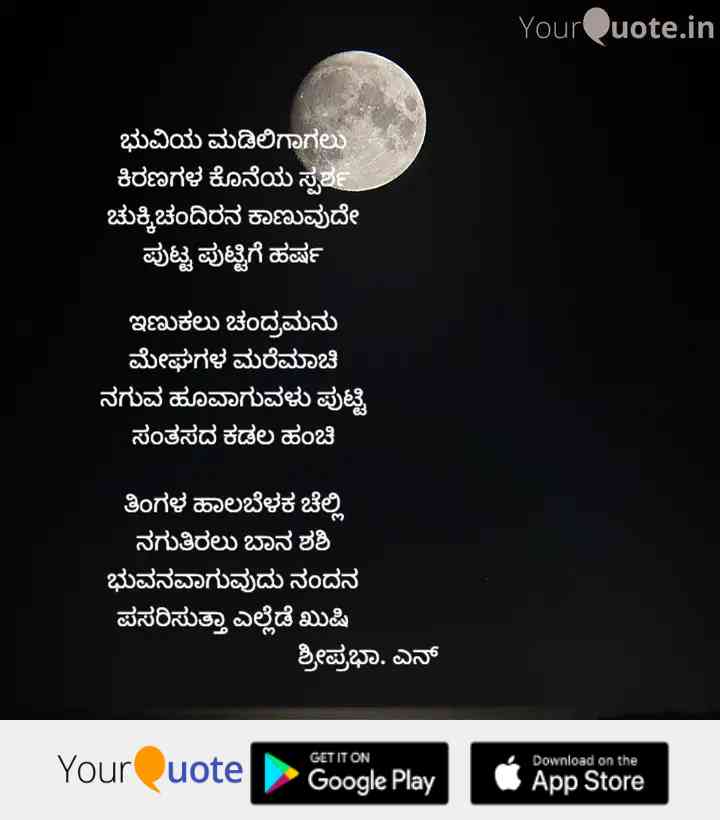 YourQuote.in
ಭುವಿಯ ಮಡಿಲಿಗಾಗಲು
ಕಿರಣಗಳ ಕೊನೆಯ ಸ್ಪರ್ಶ
ಚುಕ್ಕಿಚಂದಿರನ ಕಾಣುವುದೇ
ಪುಟ್ಟ ಪುಟ್ಟಿಗೆ ಹರ್ಷ
ಇಣುಕಲು ಚಂದ್ರಮನು
ಮೇಘಗಳ ಮರೆಮಾಚಿ
ನಗುವ ಹೂವಾಗುವಳು ಪುಟ್ಟಿ
ಸಂತಸದ ಕಡಲ ಹಂಚಿ
ತಿಂಗಳ ಹಾಲಬೆಳಕ ಚೆಲ್ಲಿ
ನಗುತಿರಲು ಬಾನ ಶಶಿ
ಭುವನವಾಗುವುದು ನಂದನ
ಪಸರಿಸುತ್ತಾ ಎಲ್ಲೆಡೆ ಖುಷಿ
ಶ್ರೀಪ್ರಭಾ. ಎನ್
YourQuote
GET IT ON
Google Play
Download on the
App Store